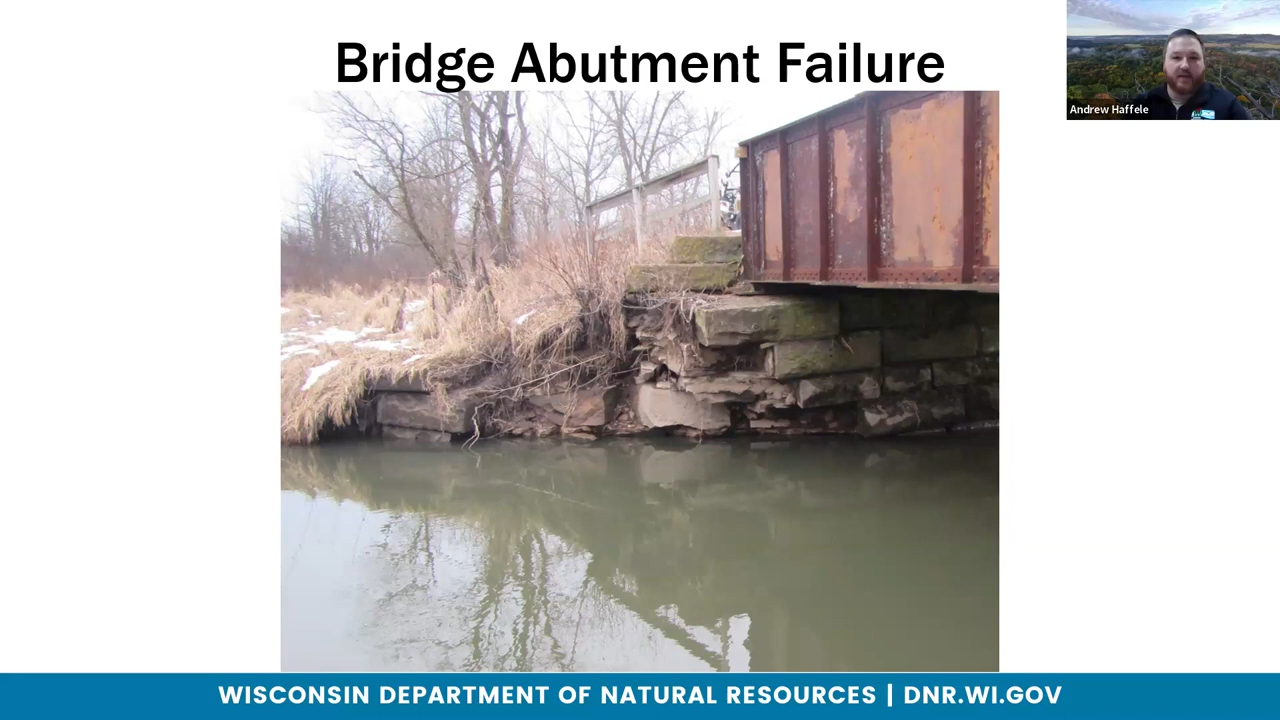 Bridge Abutment Failure
Andrew Haffele
WISCONSIN DEPARTMENT OF NATURAL RESOURCES | DNR.WI.GOV